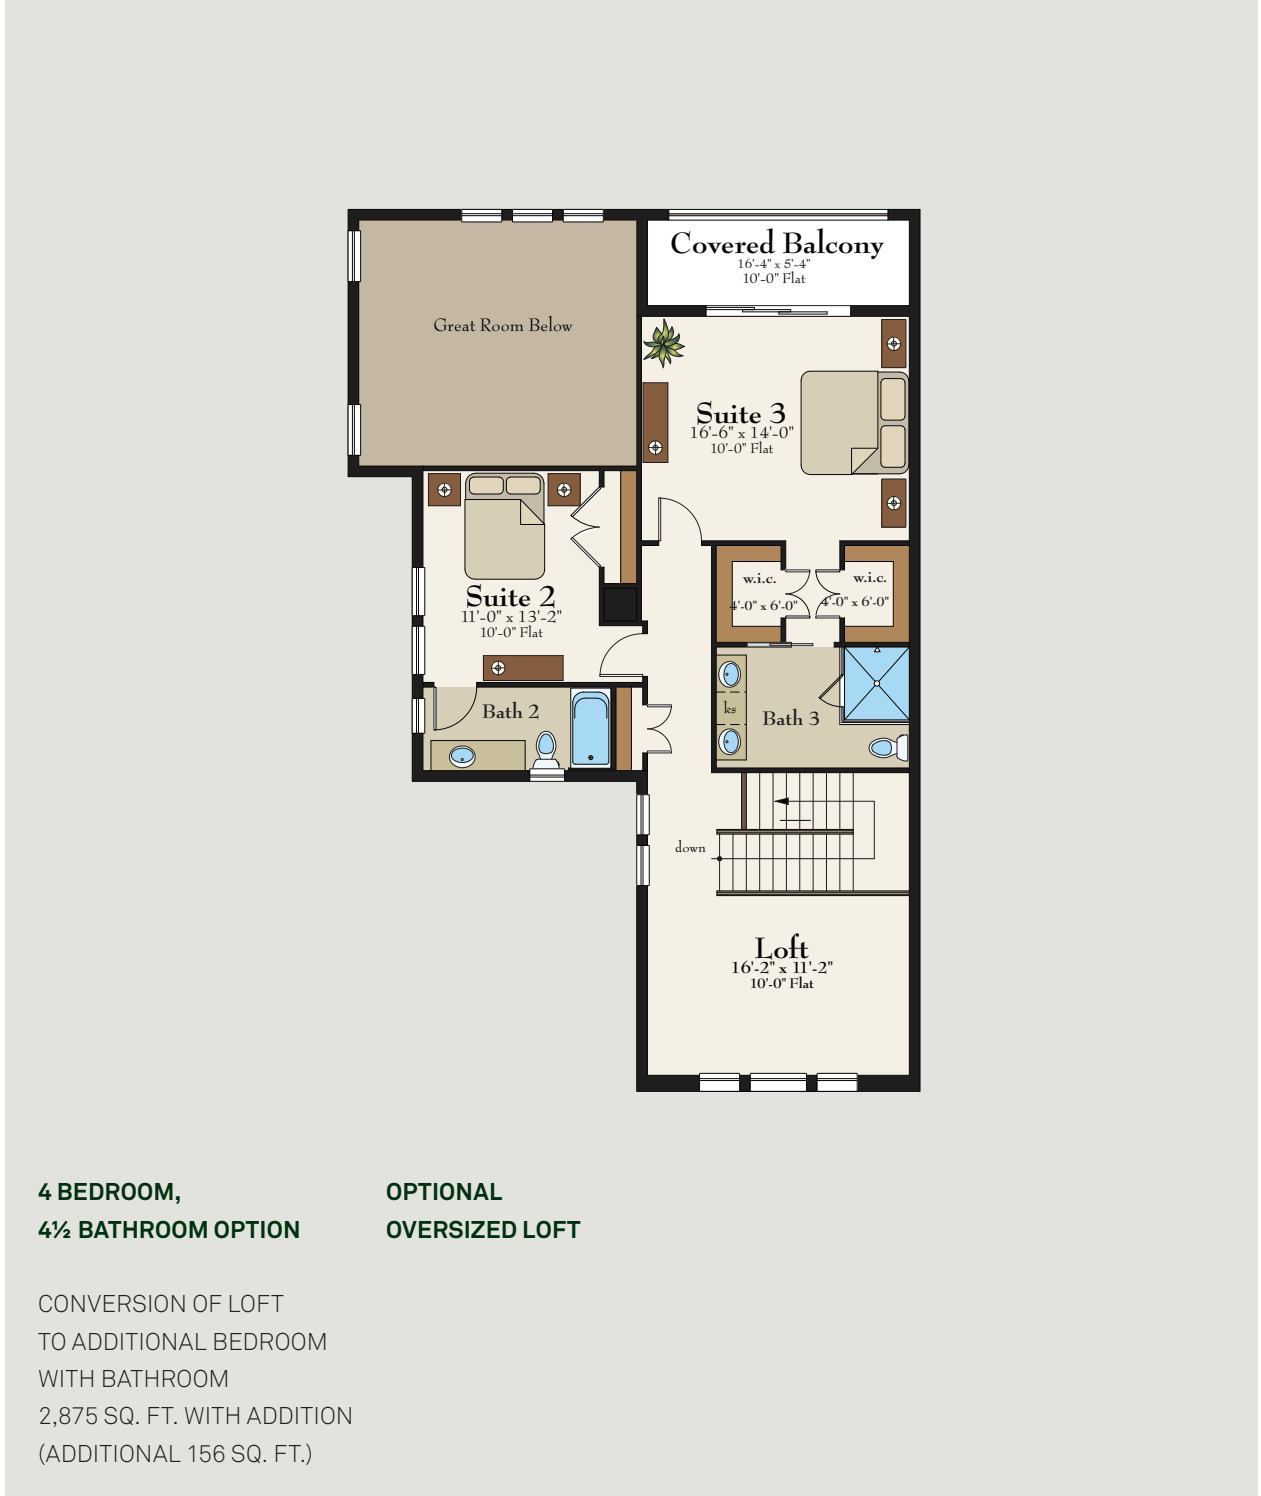 Covered Balcony
16'-4" x 5'-4"
10'-0" Flat
Great Room Below
Suite 3
16'-6" x 14'-0"
10'-0" Flat
Suite 2
11'-0" x 13'-2"
10'-0" Flat
w.i.c.
4'-0" x 6'-0"
w.i.c.
4'-0" x 6'-0"
Bath 2
ks
Bath 3
down
Loft
16'-2" x 11'-2"
10'-0" Flat
4 BEDROOM,
4½ BATHROOM OPTION
CONVERSION OF LOFT
TO ADDITIONAL BEDROOM
WITH BATHROOM
2,875 SQ. FT. WITH ADDITION
(ADDITIONAL 156 SQ. FT.)
OPTIONAL
OVERSIZED LOFT